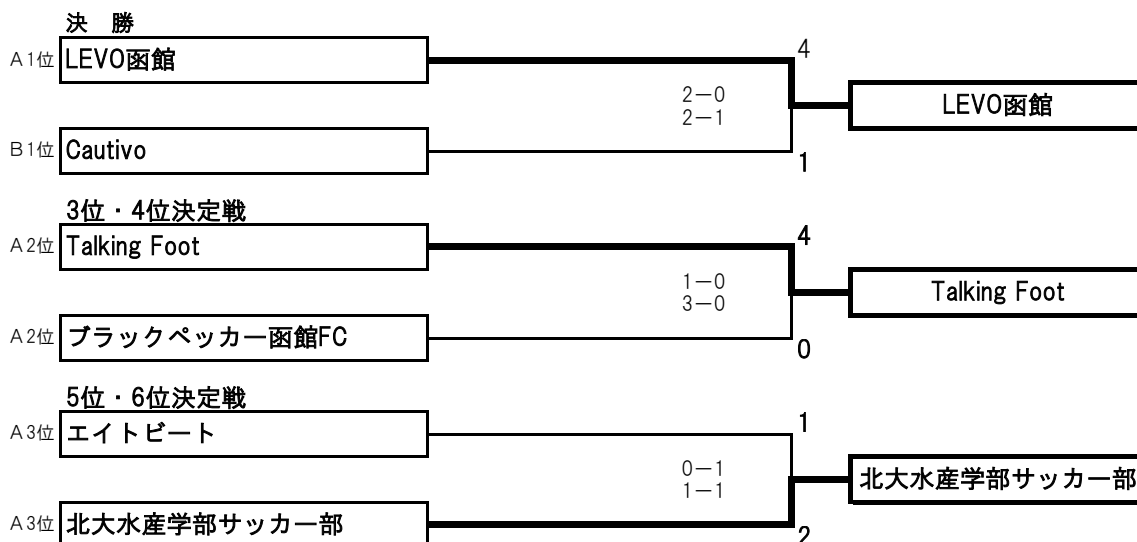 決　勝
A1位 LEVO函館 4
2－0 LEVO函館
2－1
B1位 Cautivo 1
3位・4位決定戦
A2位 Talking Foot 4
1－0 Talking Foot
3－0
A2位 ブラックペッカー函館FC 0
5位・6位決定戦
A3位 エイトビート 1
0－1 北大水産学部サッカー部
1－1
A3位 北大水産学部サッカー部 2